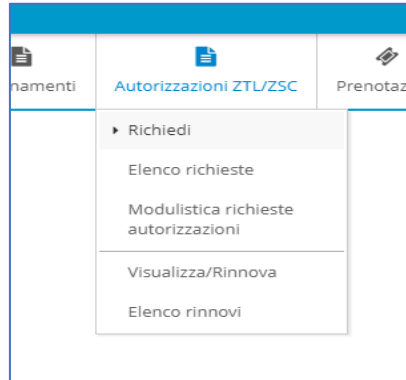 namenti
Autorizzazioni ZTL/ZSC
Prenotaz
Richiedi
Elenco richieste
Modulistica richieste
autorizzazioni
Visualizza/Rinnova
Elenco rinnovi